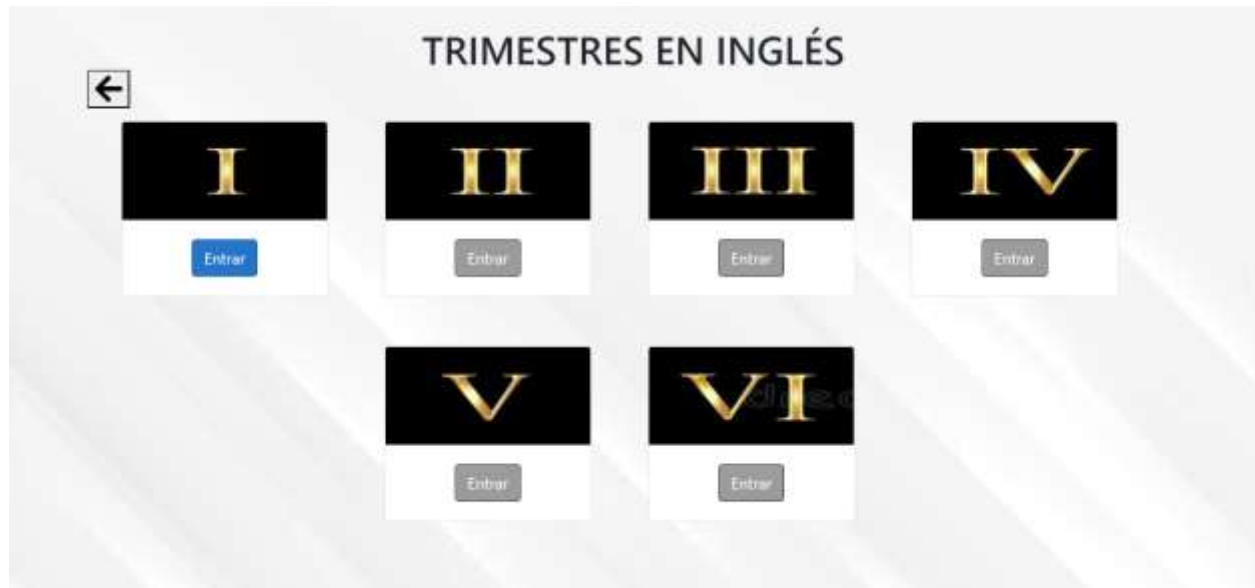 TRIMESTRES EN INGLÉS
I II III IV
Entrar Entrar Entrar Entrar
V VI
Entrar Entrar